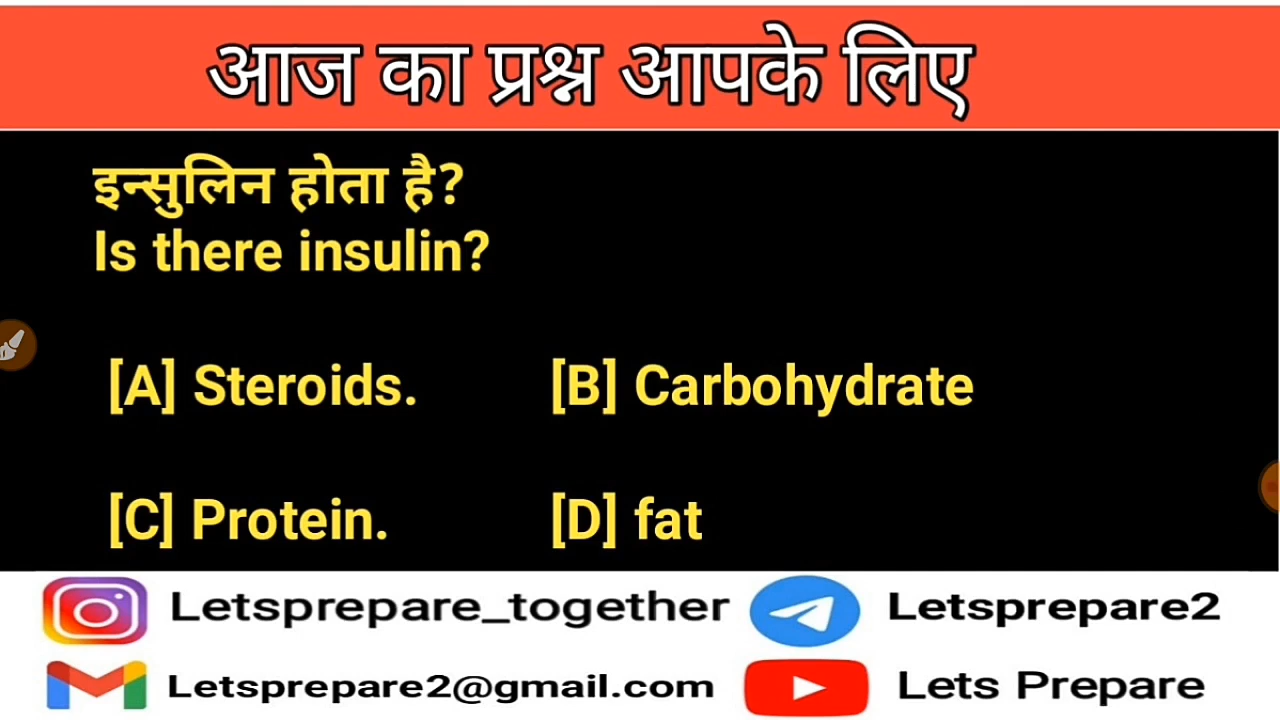 आज का प्रश्न आपके लिए
इन्सुलिन होता है?
Is there insulin?
[A] Steroids. [B] Carbohydrate
[C] Protein. [D] fat
Letsprepare_together Letsprepare2
Letsprepare2@gmail.com Lets Prepare